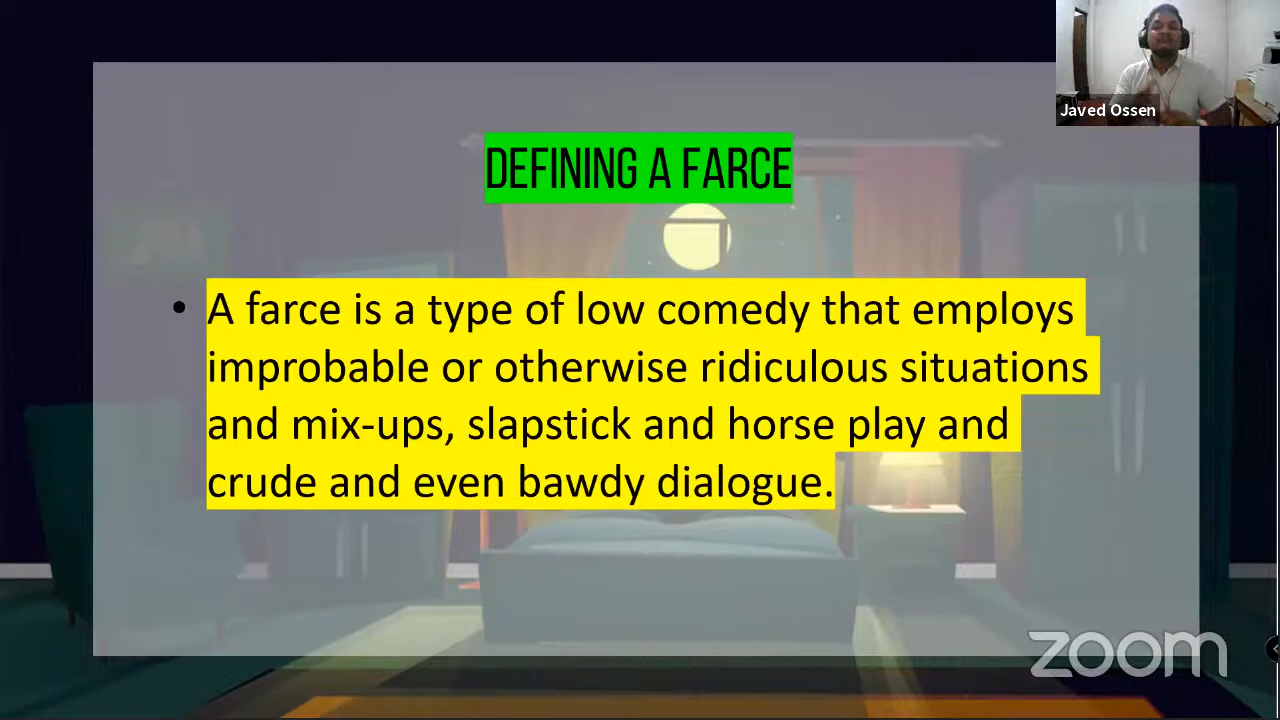 Javed Ossen
DEFINING A FARCE
• A farce is a type of low comedy that employs
improbable or otherwise ridiculous situations
and mix-ups, slapstick and horse play and
crude and even bawdy dialogue.
zoom